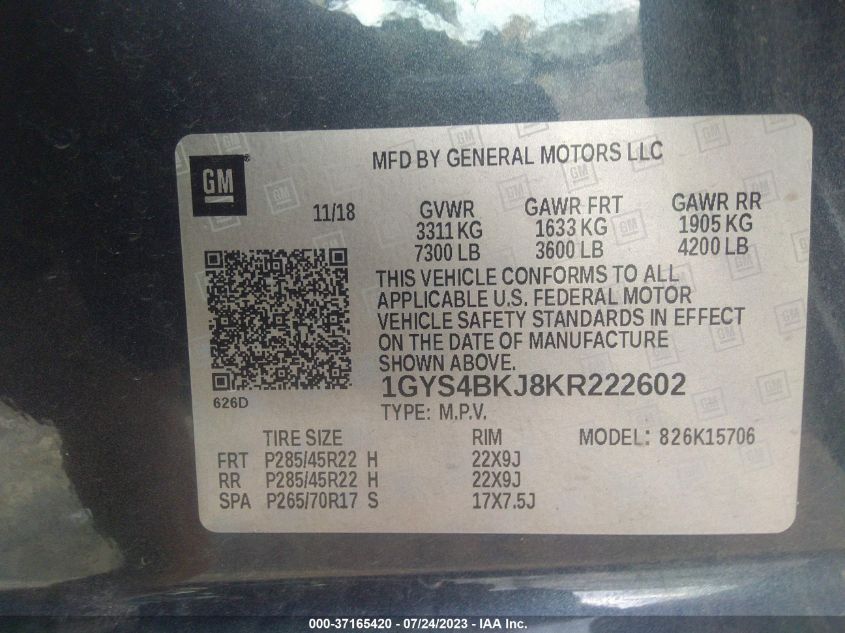 GM
MFD BY GENERAL MOTORS LLC
11/18
GVWR GAWR FRT GAWR RR
3311 KG 1633 KG 1905 KG
7300 LB 3600 LB 4200 LB
THIS VEHICLE CONFORMS TO ALL
APPLICABLE U.S. FEDERAL MOTOR
VEHICLE SAFETY STANDARDS IN EFFECT
ON THE DATE OF MANUFACTURE
SHOWN ABOVE.
1GYS4BKJ8KR222602
626D
TYPE: M.P.V.
TIRE SIZE RIM MODEL: 826K15706
FRT P285/45R22 H 22X9J
RR P285/45R22 H 22X9J
SPA P265/70R17 S 17X7.5J
000-37165420 - 07/24/2023 - IAA Inc.